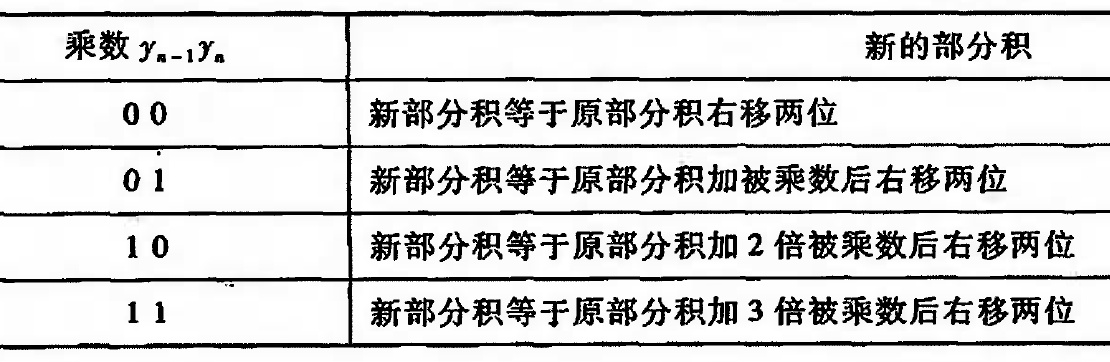 乘数 yₙ₋₁yₙ 新的部分积
0 0 新部分积等于原部分积右移两位
0 1 新部分积等于原部分积加被乘数后右移两位
1 0 新部分积等于原部分积加 2 倍被乘数后右移两位
1 1 新部分积等于原部分积加 3 倍被乘数后右移两位